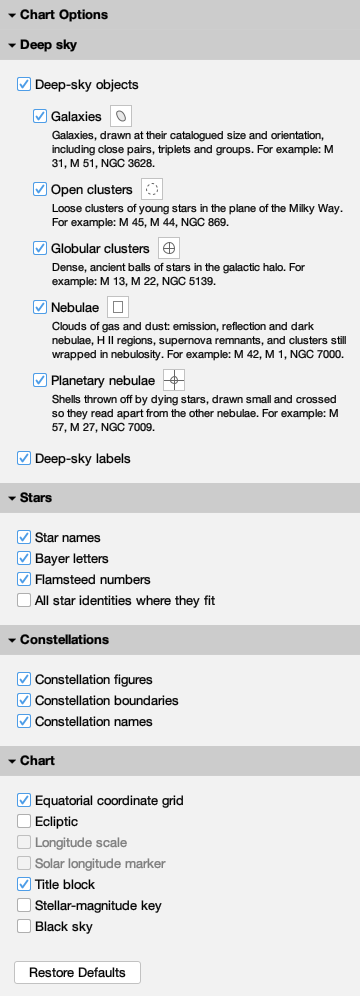 Chart Options
Deep sky
Deep-sky objects
Galaxies
Galaxies, drawn at their catalogued size and orientation,
including close pairs, triplets and groups. For example: M
31, M 51, NGC 3628.
Open clusters
Loose clusters of young stars in the plane of the Milky Way.
For example: M 45, M 44, NGC 869.
Globular clusters
Dense, ancient balls of stars in the galactic halo. For
example: M 13, M 22, NGC 5139.
Nebulae
Clouds of gas and dust: emission, reflection and dark
nebulae, H II regions, supernova remnants, and clusters still
wrapped in nebulosity. For example: M 42, M 1, NGC 7000.
Planetary nebulae
Shells thrown off by dying stars, drawn small and crossed
so they read apart from the other nebulae. For example: M
57, M 27, NGC 7009.
Deep-sky labels
Stars
Star names
Bayer letters
Flamsteed numbers
All star identities where they fit
Constellations
Constellation figures
Constellation boundaries
Constellation names
Chart
Equatorial coordinate grid
Ecliptic
Longitude scale
Solar longitude marker
Title block
Stellar-magnitude key
Black sky
Restore Defaults